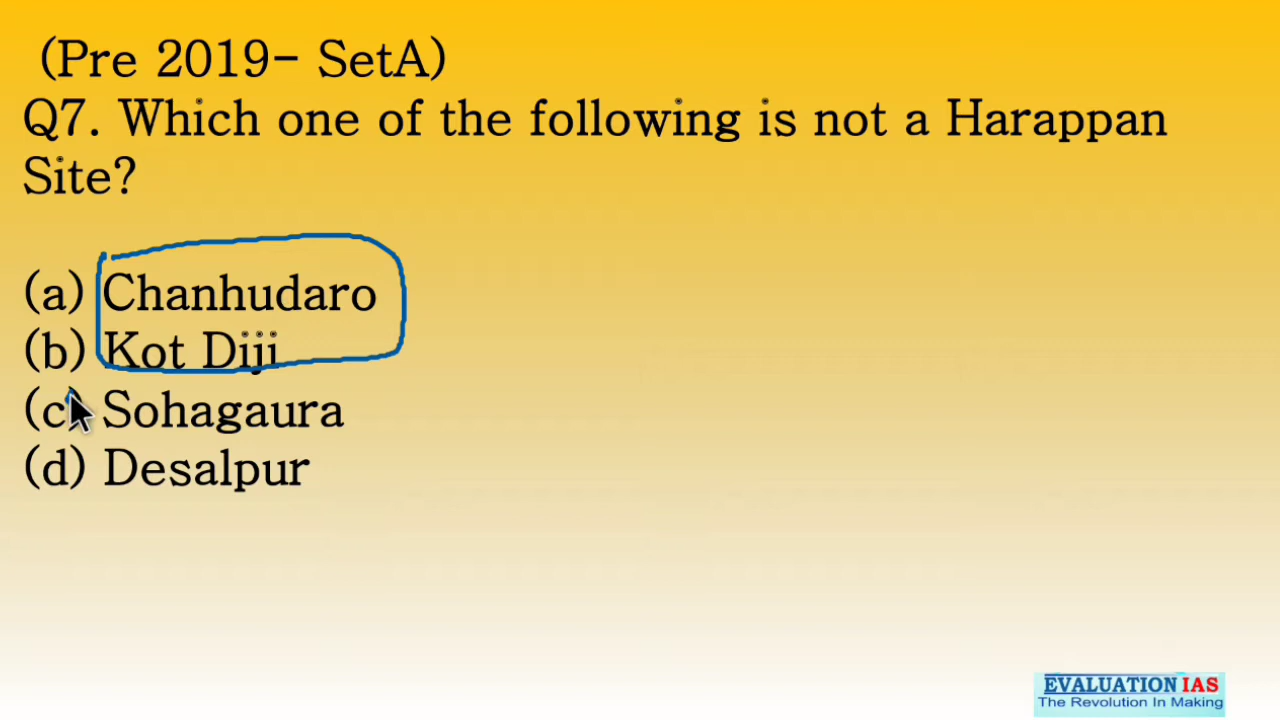 (Pre 2019- SetA)
Q7. Which one of the following is not a Harappan
Site?
(a) Chanhudaro
(b) Kot Diji
(c) Sohagaura
(d) Desalpur
EVALUATION IAS
The Revolution In Making